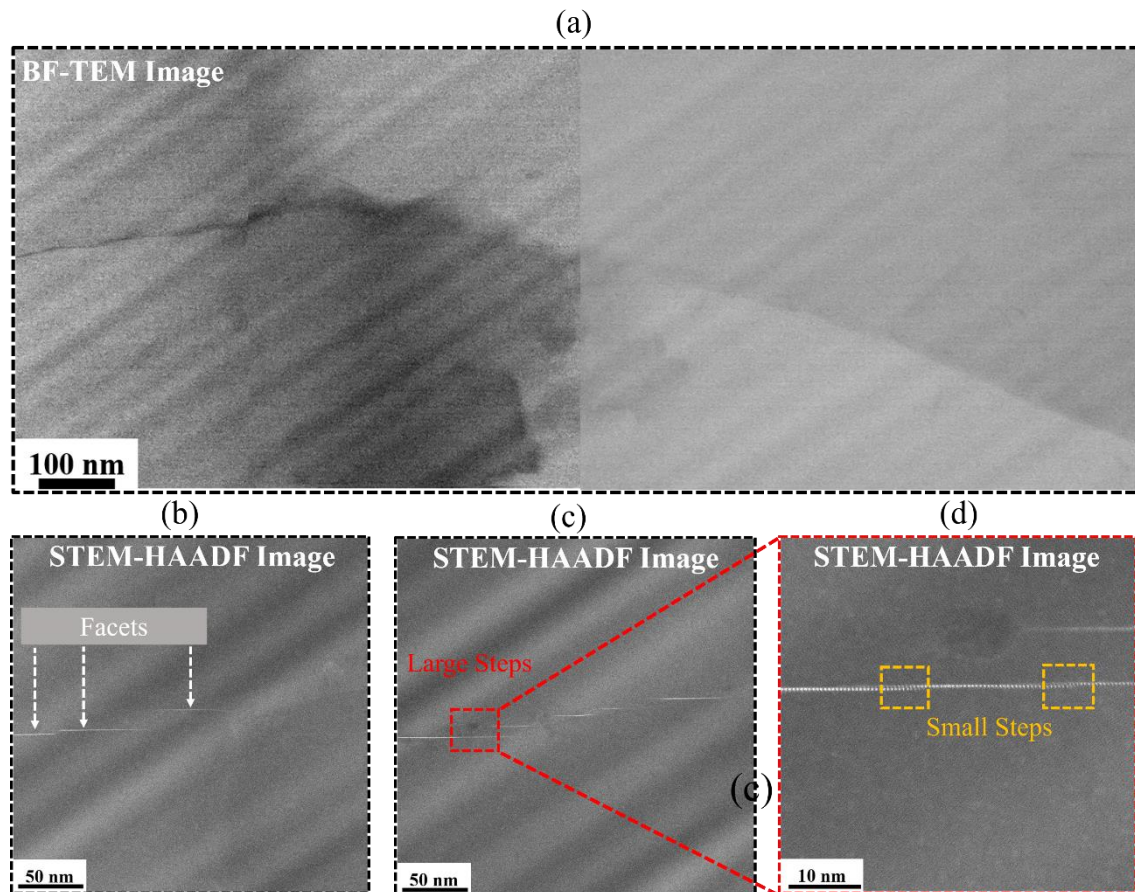 (a)
BF-TEM Image
100 nm
(b)
(c)
(d)
STEM-HAADF Image
STEM-HAADF Image
STEM-HAADF Image
Facets
Large Steps
Small Steps
(c)
50 nm
50 nm
10 nm